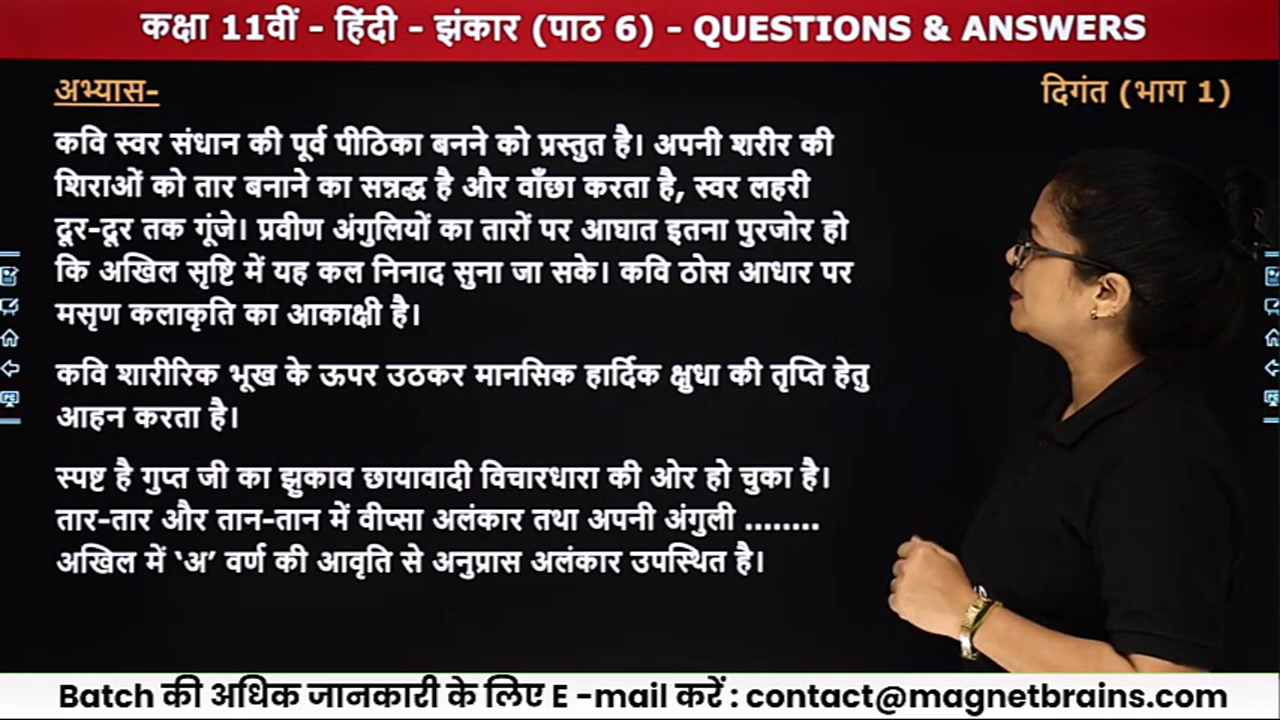 कक्षा 11वीं - हिंदी - झंकार (पाठ 6) - QUESTIONS & ANSWERS
अभ्यास-
दिगंत (भाग 1)
कवि स्वर संधान की पूर्व पीठिका बनने को प्रस्तुत है। अपनी शरीर की
शिराओं को तार बनाने का सन्नद्ध है और वाँछा करता है, स्वर लहरी
दूर-दूर तक गूंजे। प्रवीण अंगुलियों का तारों पर आघात इतना पुरजोर हो
कि अखिल सृष्टि में यह कल निनाद सुना जा सके। कवि ठोस आधार पर
मसृण कलाकृति का आकाक्षी है।
कवि शारीरिक भूख के ऊपर उठकर मानसिक हार्दिक क्षुधा की तृप्ति हेतु
आहन करता है।
स्पष्ट है गुप्त जी का झुकाव छायावादी विचारधारा की ओर हो चुका है।
तार-तार और तान-तान में वीप्सा अलंकार तथा अपनी अंगुली ........
अखिल में ‘अ’ वर्ण की आवृति से अनुप्रास अलंकार उपस्थित है।
Batch की अधिक जानकारी के लिए E -mail करें : contact@magnetbrains.com